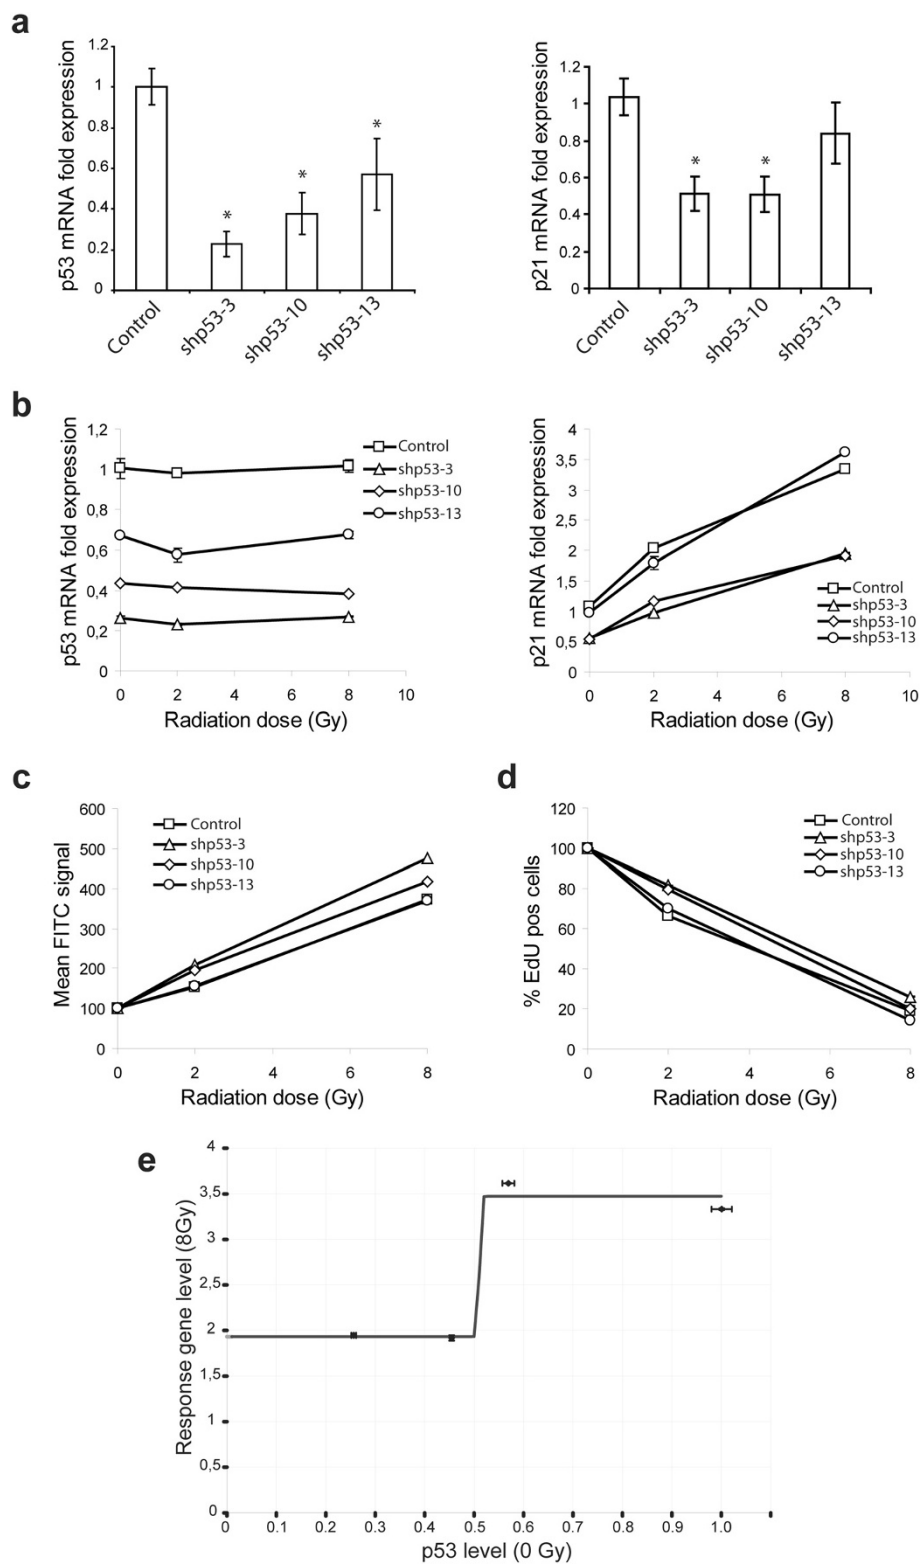 a
p53 mRNA fold expression
1.2
1
0.8
0.6
0.4
0.2
0
*
*
*
Control
shp53-3
shp53-10
shp53-13
p21 mRNA fold expression
1.2
1
0.8
0.6
0.4
0.2
0
*
*
Control
shp53-3
shp53-10
shp53-13
b
p53 mRNA fold expression
1,2
1
0,8
0,6
0,4
0,2
0
0 2 4 6 8 10
Radiation dose (Gy)
Control
shp53-3
shp53-10
shp53-13
p21 mRNA fold expression
4
3,5
3
2,5
2
1,5
1
0,5
0
0 2 4 6 8 10
Radiation dose (Gy)
Control
shp53-3
shp53-10
shp53-13
c
Mean FITC signal
600
500
400
300
200
100
0
0 2 4 6 8
Radiation dose (Gy)
Control
shp53-3
shp53-10
shp53-13
d
% EdU pos cells
120
100
80
60
40
20
0
0 2 4 6 8
Radiation dose (Gy)
Control
shp53-3
shp53-10
shp53-13
e
Response gene level (8Gy)
4
3,5
3
2,5
2
1,5
1
0,5
0
0 0.1 0.2 0.3 0.4 0.5 0.6 0.7 0.8 0.9 1.0
p53 level (0 Gy)